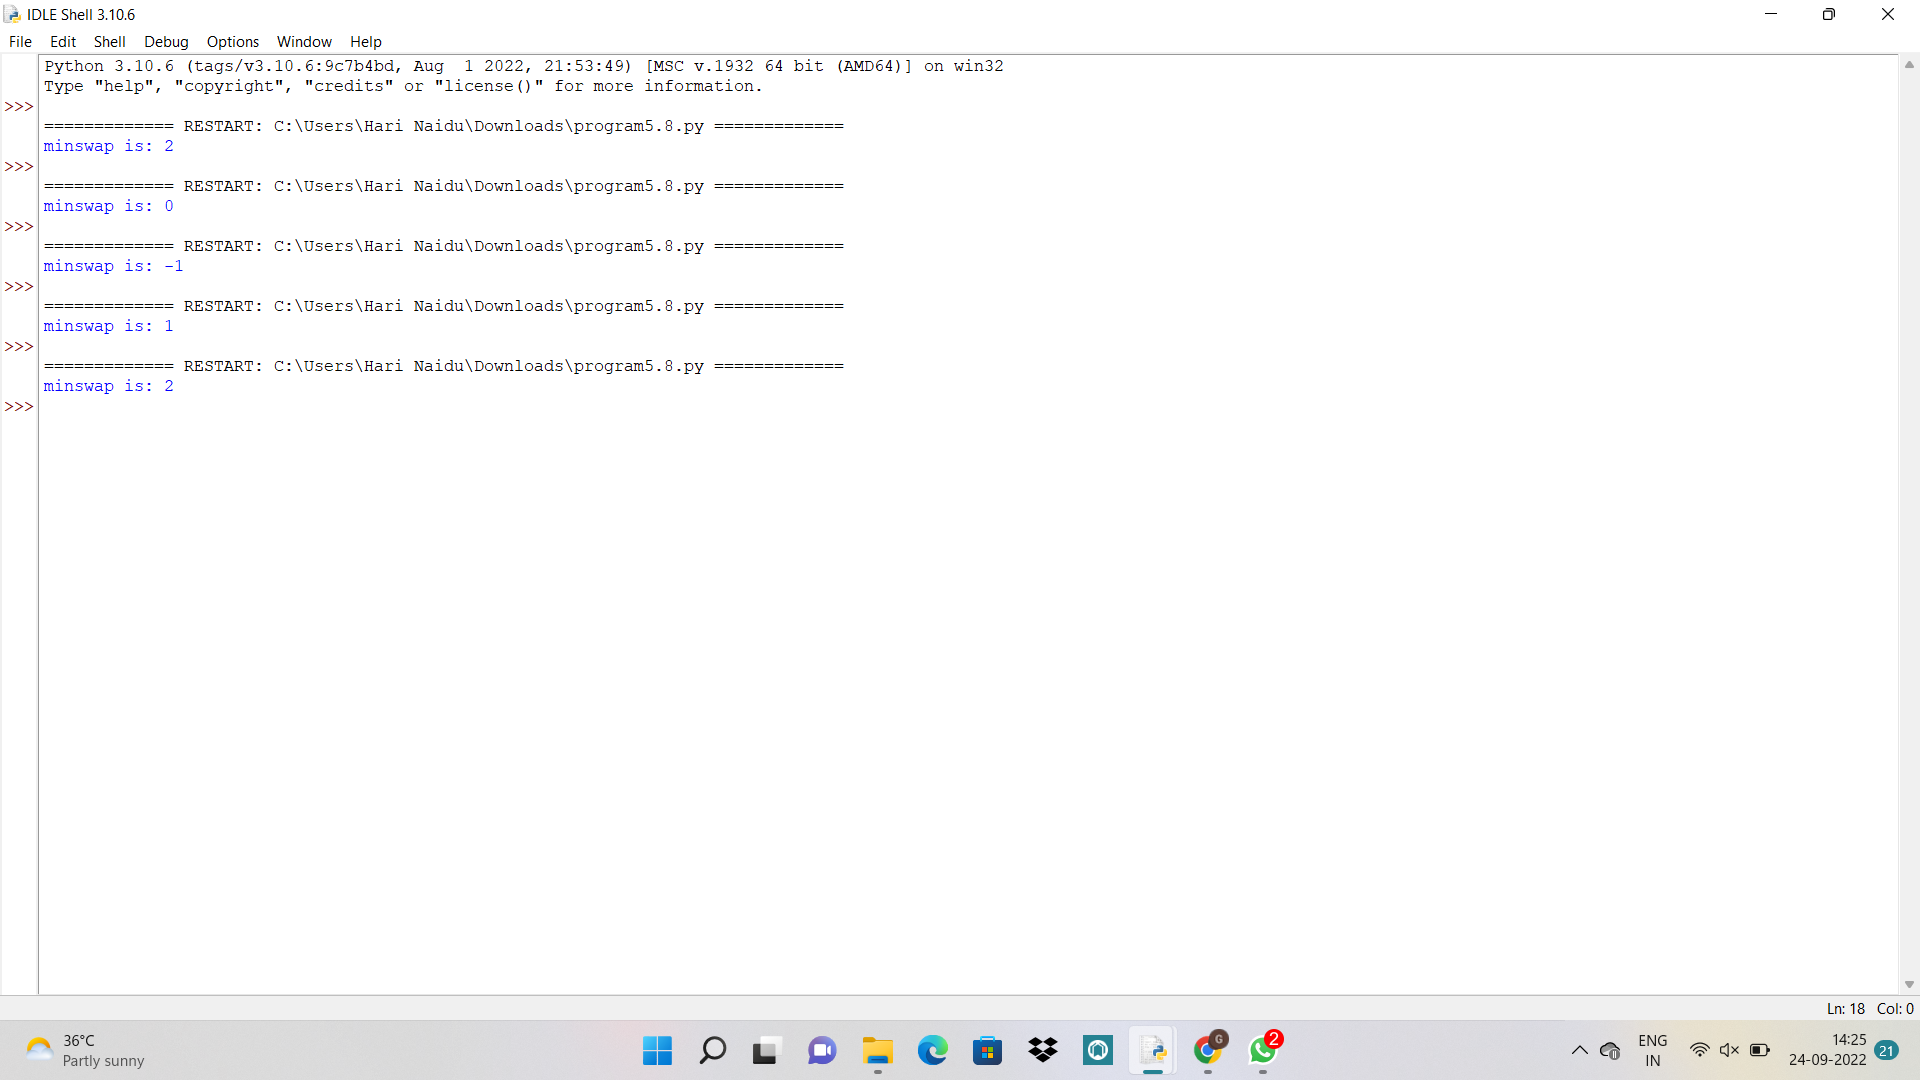 IDLE Shell 3.10.6
File Edit Shell Debug Options Window Help
Python 3.10.6 (tags/v3.10.6:9c7b4bd, Aug  1 2022, 21:53:49) [MSC v.1932 64 bit (AMD64)] on win32
Type "help", "copyright", "credits" or "license()" for more information.
>>>
============= RESTART: C:\Users\Hari Naidu\Downloads\program5.8.py =============
minswap is: 2
>>>
============= RESTART: C:\Users\Hari Naidu\Downloads\program5.8.py =============
minswap is: 0
>>>
============= RESTART: C:\Users\Hari Naidu\Downloads\program5.8.py =============
minswap is: -1
>>>
============= RESTART: C:\Users\Hari Naidu\Downloads\program5.8.py =============
minswap is: 1
>>>
============= RESTART: C:\Users\Hari Naidu\Downloads\program5.8.py =============
minswap is: 2
>>>
Ln: 18 Col: 0
36°C
Partly sunny
G
2
ENG
IN
14:25
24-09-2022
21